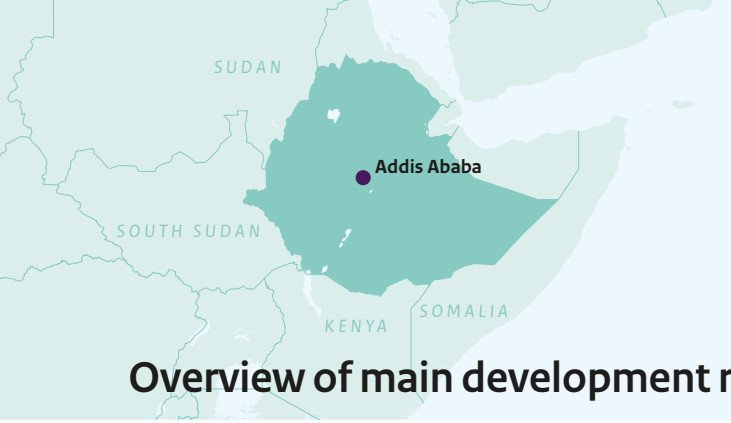 SUDAN
Addis Ababa
SOUTH SUDAN
SOMALIA
KENYA
Overview of main development